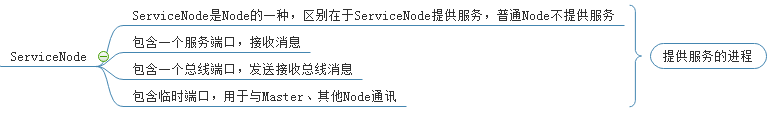 ServiceNode是Node的一种，区别在于ServiceNode提供服务，普通Node不提供服务
包含一个服务端口，接收消息
ServiceNode
提供服务的进程
包含一个总线端口，发送接收总线消息
包含临时端口，用于与Master、其他Node通讯